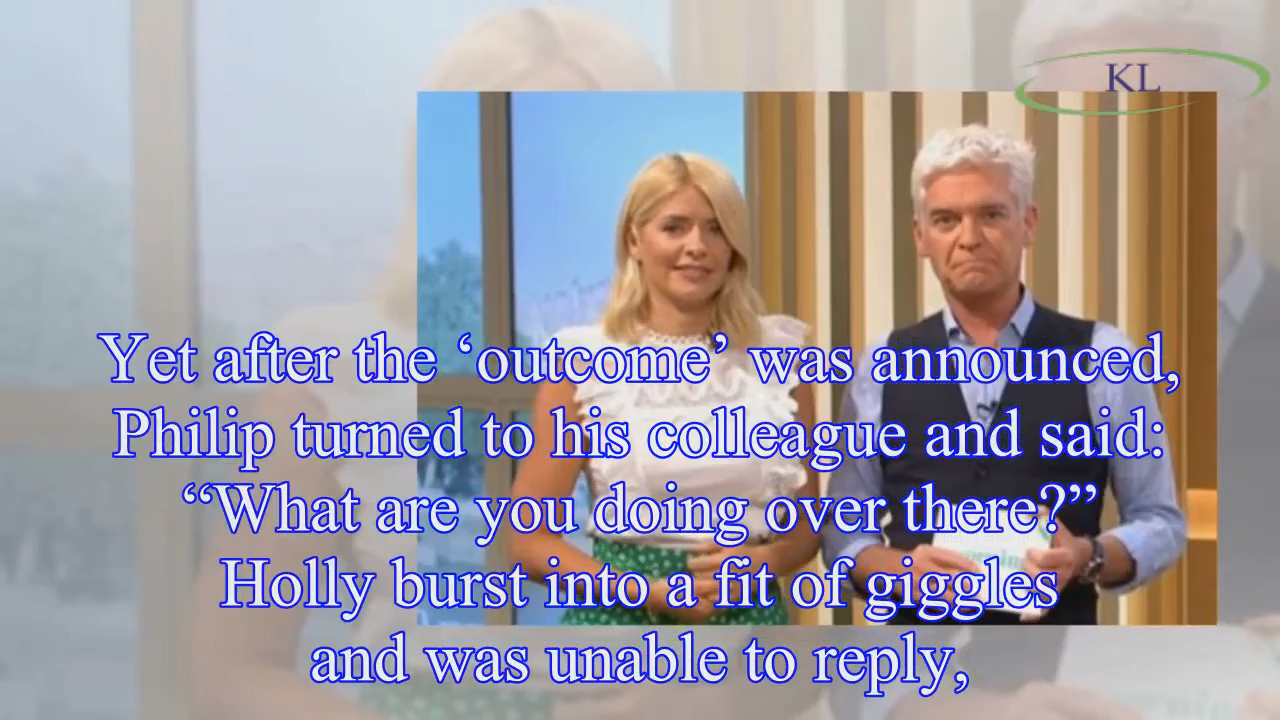 KL
Yet after the ‘outcome’ was announced,
Philip turned to his colleague and said:
“What are you doing over there?”
Holly burst into a fit of giggles
and was unable to reply,